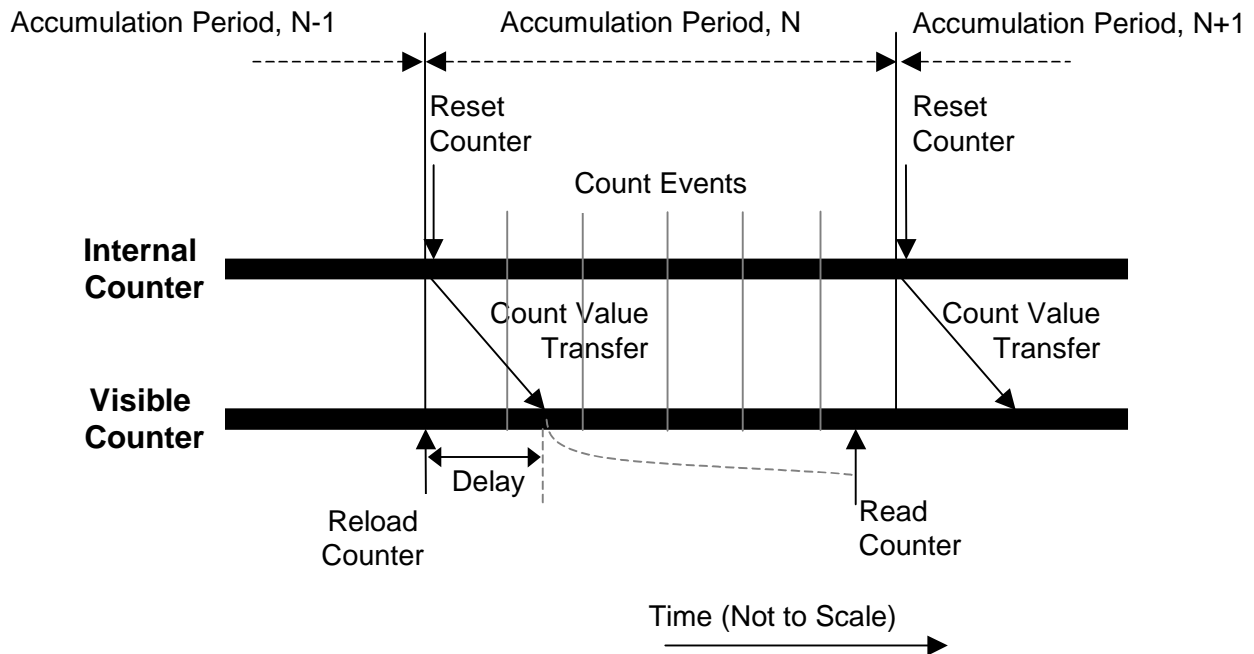 Accumulation Period, N-1
Accumulation Period, N
Accumulation Period, N+1
Reset
Counter
Reset
Counter
Count Events
Internal
Counter
Count Value
Transfer
Count Value
Transfer
Visible
Counter
Delay
Reload
Counter
Read
Counter
Time (Not to Scale)